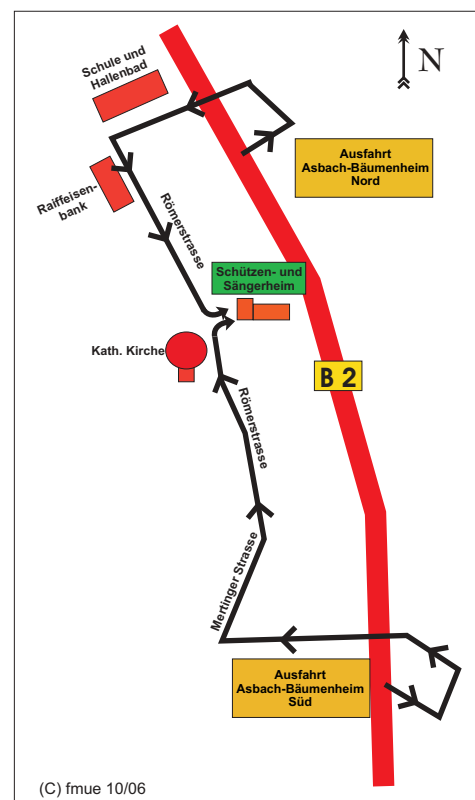 N
Schule und
Hallenbad
Ausfahrt
Asbach-Bäumenheim
Nord
Raiffeisen-
bank
Römerstrasse
Schützen- und
Sängerheim
Kath. Kirche
B 2
Römerstrasse
Mertinger Strasse
Ausfahrt
Asbach-Bäumenheim
Süd
(C) fmue 10/06